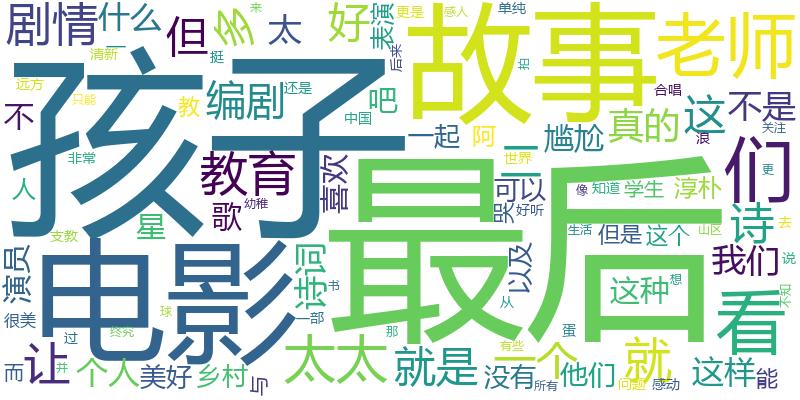 剧情
什么
但
多
太
好
表演
更是
感人
单纯
故事
老师
来
清新
一
挺
后来
拍
远方
只能
孩子
不
编剧
还是
吧
教
中国
一起
阿
二
尴尬
真的
合唱
这
不是
关注
浪
世界
非常
教育
喜欢
人
幼稚
歌
最后
哭
可以
好听
像
知道
学生
淳朴
们
更
支教
星
诗
去
演员
电影
诗词
以及
生活
但是
这个
山区
我们
说
书
从
这种
想
不知
看
很美
过
终究
球
一部
那
蛋
而
让
并
个人
美好
乡村
与
太太
就是
有些
没有
一个
所有
他们
就
问题
感动
这样
能